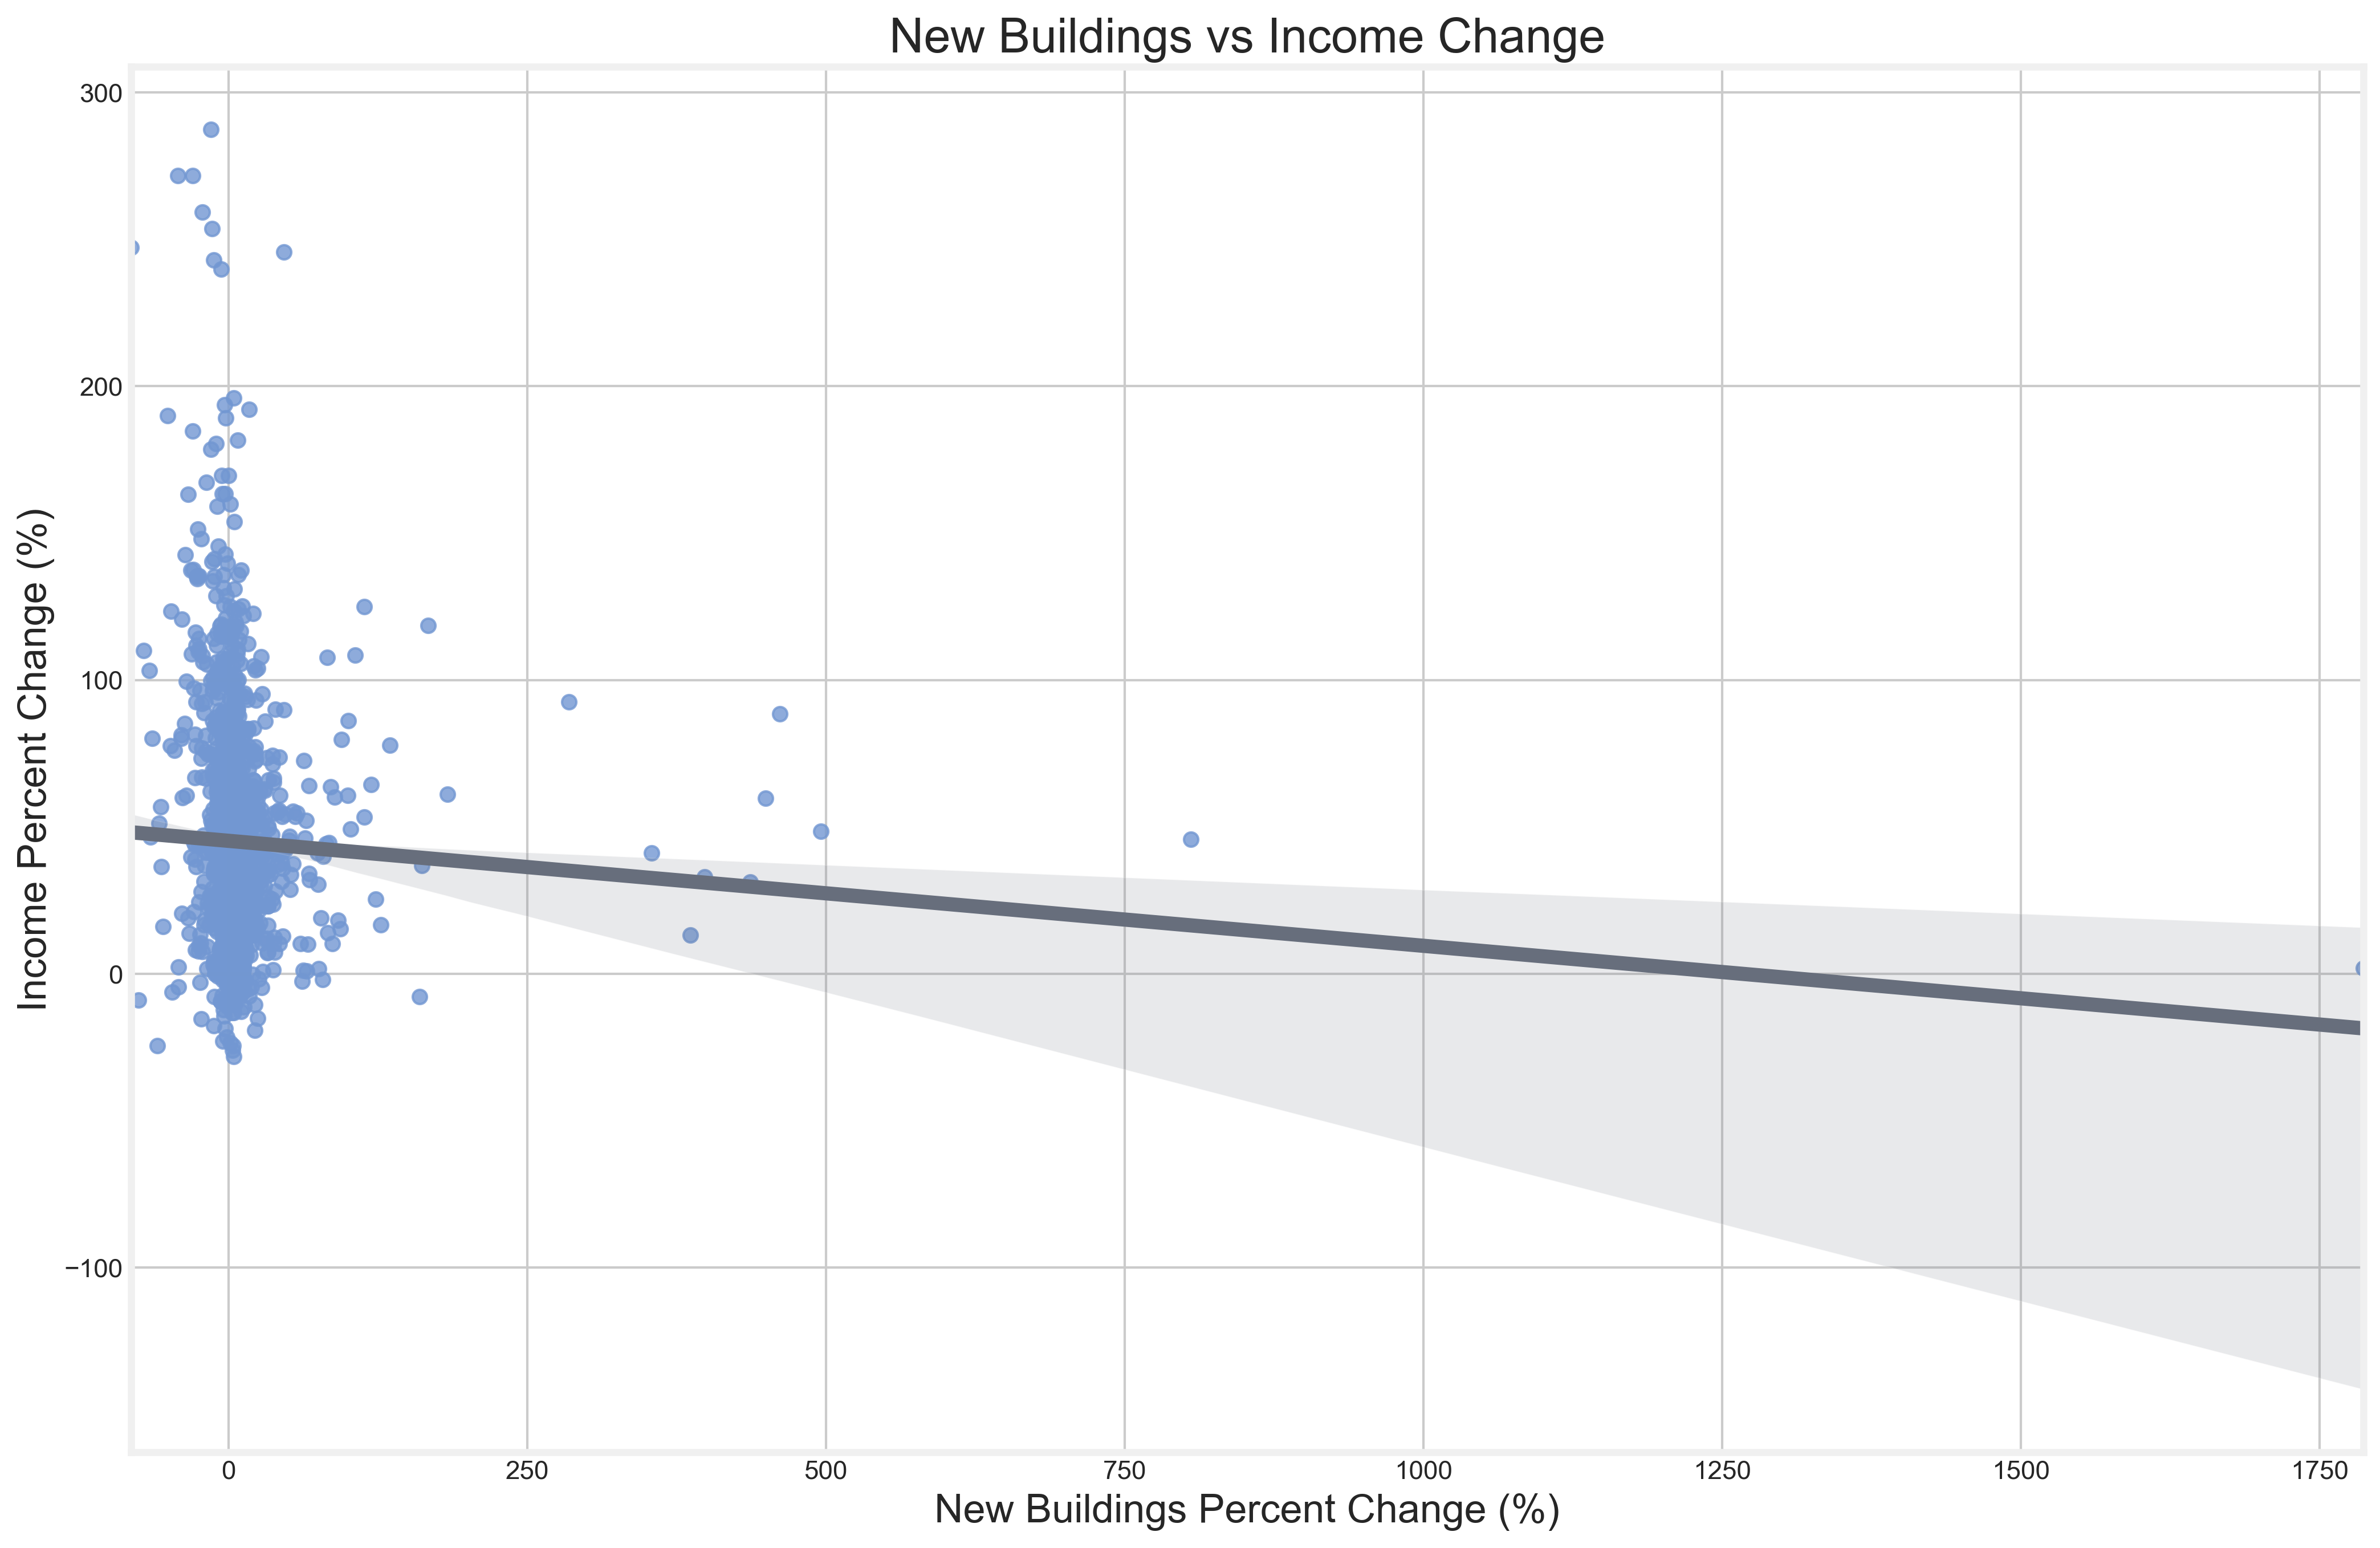 New Buildings vs Income Change
300
200
100
0
−100
Income Percent Change (%)
0 250 500 750 1000 1250 1500 1750
New Buildings Percent Change (%)